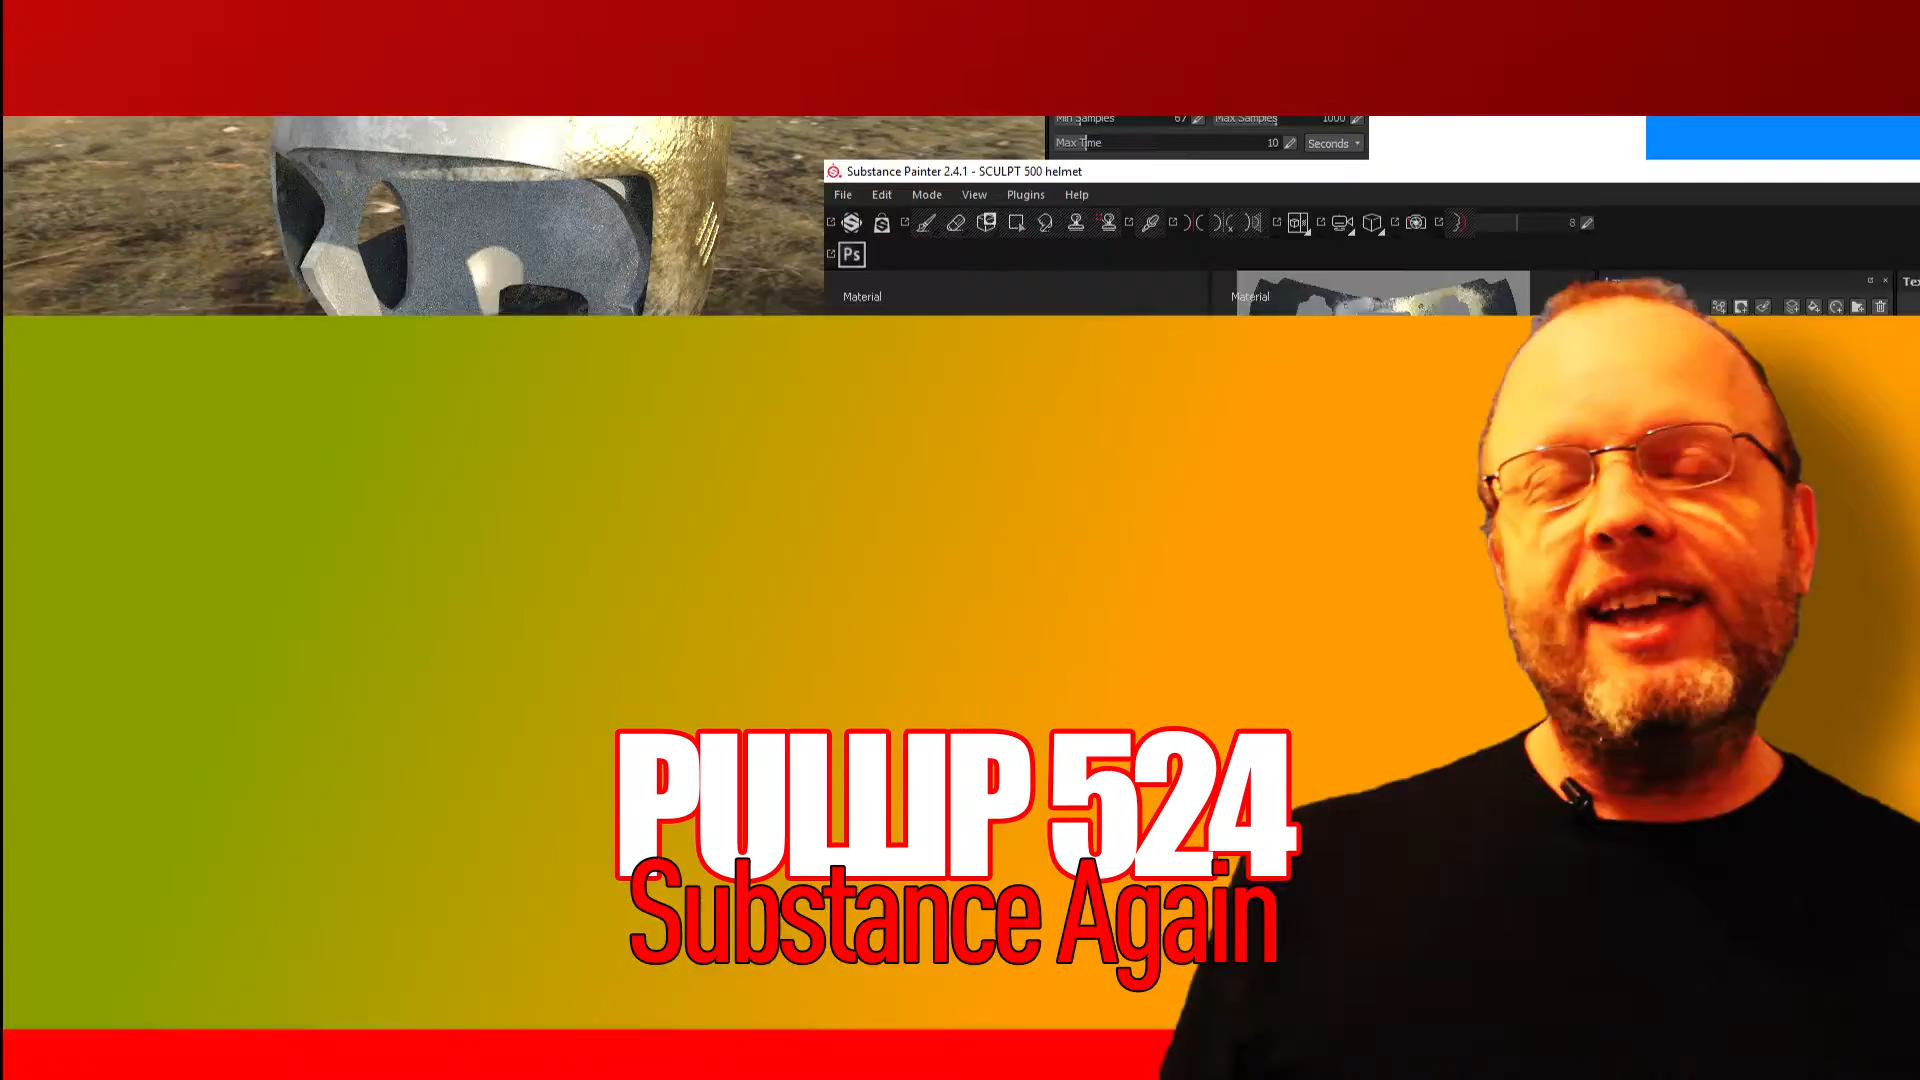 Min Samples 67 Max Samples 1000
Max Time 10 Seconds
Substance Painter 2.4.1 - SCULPT 500 helmet
File Edit Mode View Plugins Help
8
Ps
Material Material
PULLIP 524
Substance Again